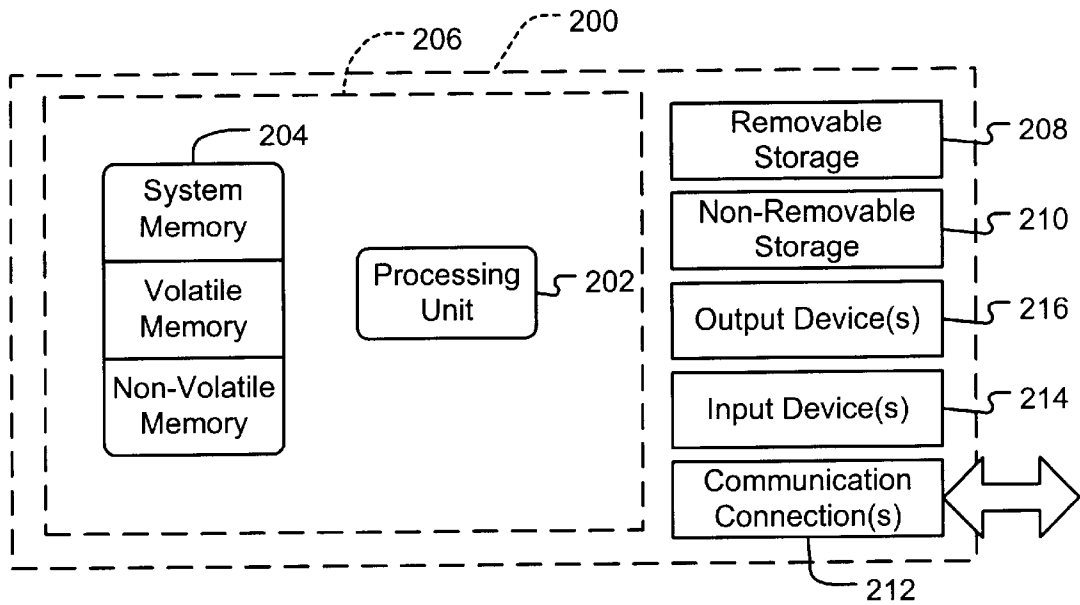 200
206
204
System
Memory
Volatile
Memory
Non-Volatile
Memory
Processing
Unit
202
Removable
Storage
208
Non-Removable
Storage
210
Output Device(s)
216
Input Device(s)
214
Communication
Connection(s)
212